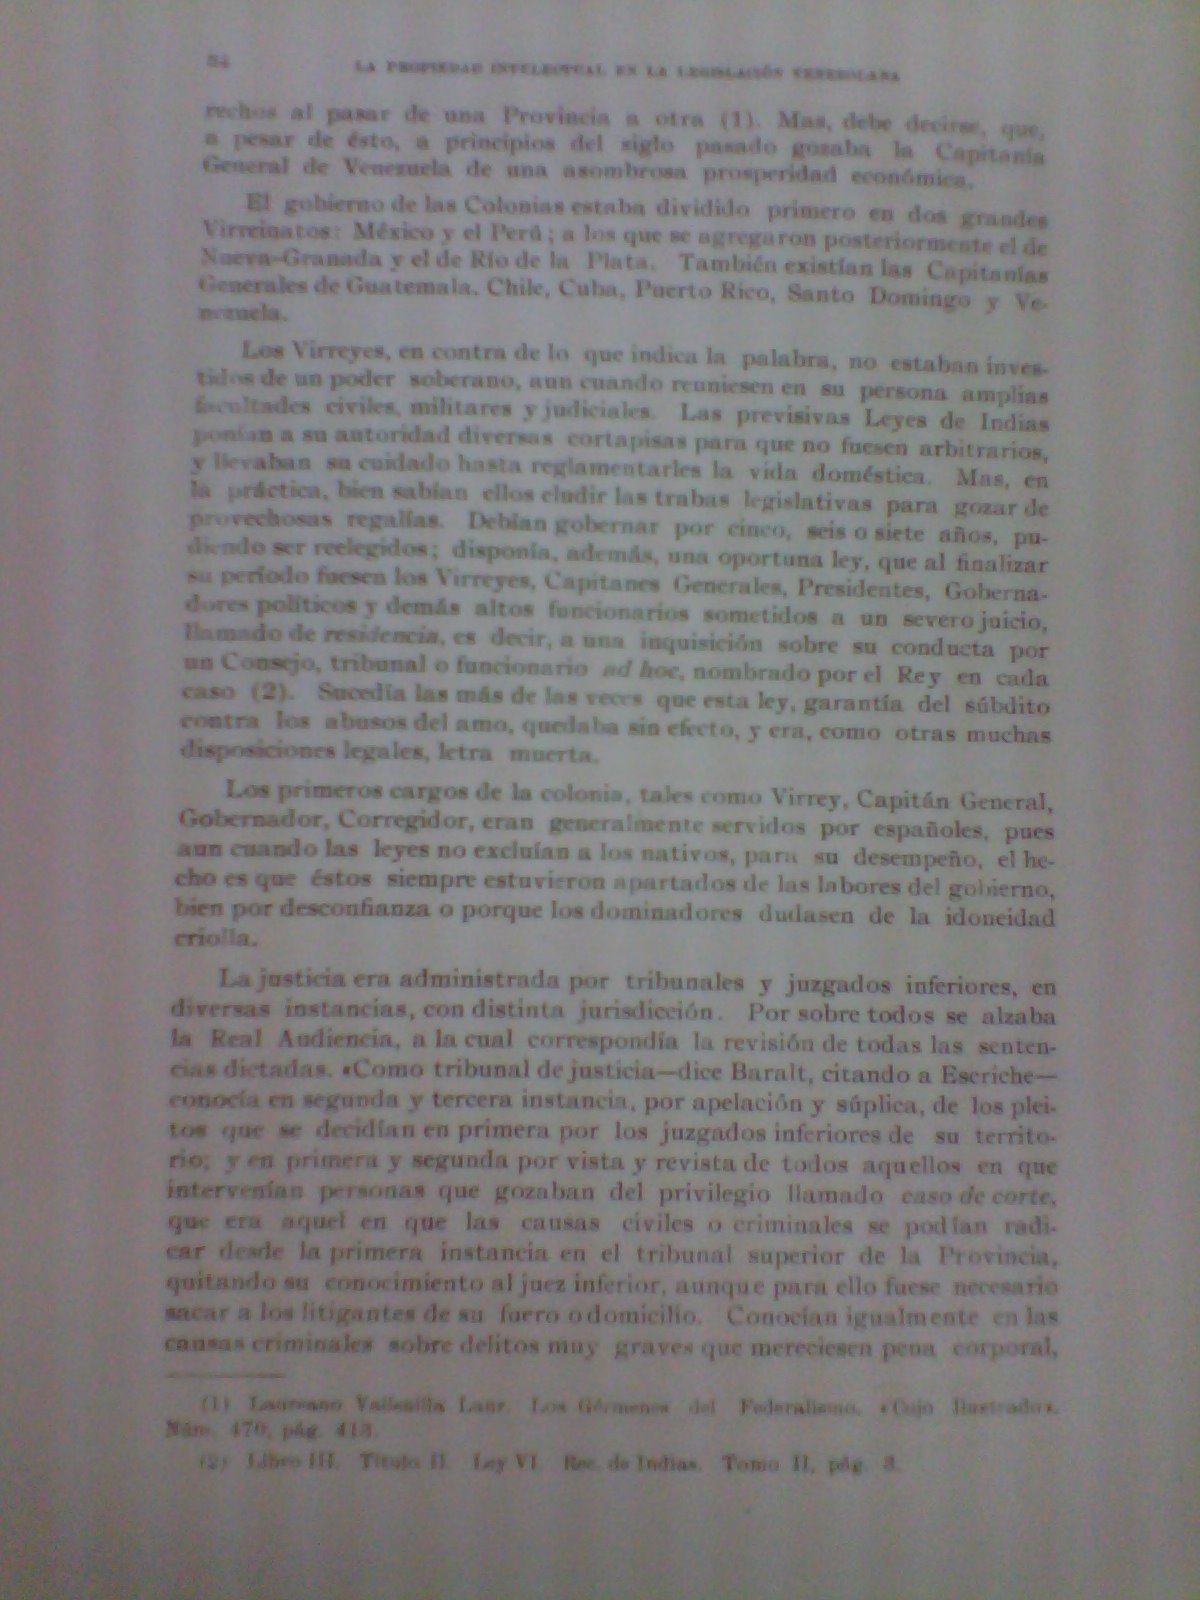 34 LA PROPIEDAD INTELECTUAL EN LA LEGISLACIÓN VENEZOLANA
rechos al pasar de una Provincia a otra (1). Mas, debe decirse, que,
a pesar de ésto, a principios del siglo pasado gozaba la Capitanía
General de Venezuela de una asombrosa prosperidad económica.
El gobierno de las Colonias estaba dividido primero en dos grandes
Virreinatos: México y el Perú; a los que se agregaron posteriormente el de
Nueva-Granada y el de Río de la Plata. También existían las Capitanías
Generales de Guatemala, Chile, Cuba, Puerto Rico, Santo Domingo y Ve-
nezuela.
Los Virreyes, en contra de lo que indica la palabra, no estaban inves-
tidos de un poder soberano, aun cuando reuniesen en su persona amplias
facultades civiles, militares y judiciales. Las previsivas Leyes de Indias
ponían a su autoridad diversas cortapisas para que no fuesen arbitrarios,
y llevaban su cuidado hasta reglamentarles la vida doméstica. Mas, en
la práctica, bien sabían ellos eludir las trabas legislativas para gozar de
provechosas regalías. Debían gobernar por cinco, seis o siete años, pu-
diendo ser reelegidos; disponía, además, una oportuna ley, que al finalizar
su período fuesen los Virreyes, Capitanes Generales, Presidentes, Goberna-
dores políticos y demás altos funcionarios sometidos a un severo juicio,
llamado de residencia, es decir, a una inquisición sobre su conducta por
un Consejo, tribunal o funcionario ad hoc, nombrado por el Rey en cada
caso (2). Sucedía las más de las veces que esta ley, garantía del súbdito
contra los abusos del amo, quedaba sin efecto, y era, como otras muchas
disposiciones legales, letra muerta.
Los primeros cargos de la colonia, tales como Virrey, Capitán General,
Gobernador, Corregidor, eran generalmente servidos por españoles, pues
aun cuando las leyes no excluían a los nativos, para su desempeño, el he-
cho es que éstos siempre estuvieron apartados de las labores del gobierno,
bien por desconfianza o porque los dominadores dudasen de la idoneidad
criolla.
La justicia era administrada por tribunales y juzgados inferiores, en
diversas instancias, con distinta jurisdicción. Por sobre todos se alzaba
la Real Audiencia, a la cual correspondía la revisión de todas las senten-
cias dictadas. «Como tribunal de justicia—dice Baralt, citando a Escriche—
conocía en segunda y tercera instancia, por apelación y súplica, de los plei-
tos que se decidían en primera por los juzgados inferiores de su territo-
rio; y en primera y segunda por vista y revista de todos aquellos en que
intervenían personas que gozaban del privilegio llamado caso de corte,
que era aquel en que las causas civiles o criminales se podían radi-
car desde la primera instancia en el tribunal superior de la Provincia,
quitando su conocimiento al juez inferior, aunque para ello fuese necesario
sacar a los litigantes de su fuero o domicilio. Conocían igualmente en las
causas criminales sobre delitos muy graves que mereciesen pena corporal,
(1) Laureano Vallenilla Lanz. Los Gérmenes del Federalismo. «Cojo Ilustrado».
Núm. 470, pág. 413.
(2) Libro III. Título II. Ley VI. Rec. de Indias. Tomo II, pág. 3.